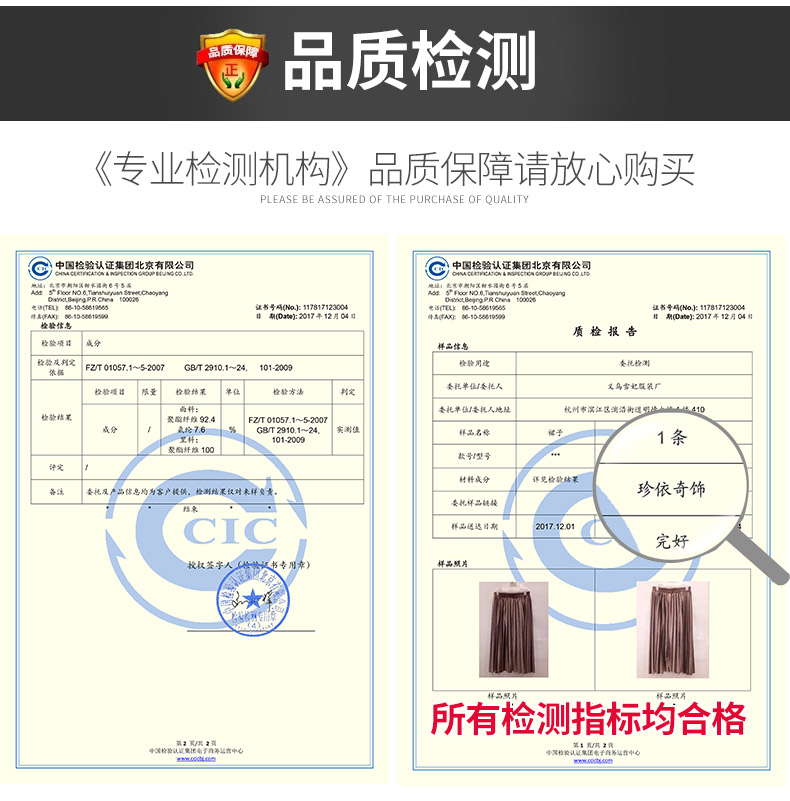 品质保障
正
品质检测
《专业检测机构》品质保障请放心购买
PLEASE BE ASSURED OF THE PURCHASE OF QUALITY
CIC
中国检验认证集团北京有限公司
CHINA CERTIFICATION & INSPECTION GROUP BEIJING CO.,LTD.
地址：北京市朝阳区甜水园街6号5层
Add: 5th Floor NO.6,Tianshuiyuan Street,Chaoyang
District,Beijing,P.R.China 100026
电话(TEL): 86-10-58619565
传真(FAX): 86-10-58619599
证书号码(No.): 117817123004
日 期(Date): 2017 年 12 月 04 日
检验信息
检验项目 成分
检验及判定依据 FZ/T 01057.1～5-2007 GB/T 2910.1～24, 101-2009
检验结果
检验项目 限量 检验结果 单位 检验方法 判定
成分 / 面料：聚酯纤维 92.4 氨纶 7.6 里料：聚酯纤维 100 % FZ/T 01057.1～5-2007 GB/T 2910.1～24, 101-2009 实测值
评定 /
备注 委托及产品信息均为客户提供，检测结果仅对来样负责。
* * 结束 * *
CIC
授权签字人（检验证书专用章）
(4)
第 2 页/共 2 页
中国检验认证集团电子商务运营中心
www.ccictjg.com
CIC
中国检验认证集团北京有限公司
CHINA CERTIFICATION & INSPECTION GROUP BEIJING CO.,LTD.
地址：北京市朝阳区甜水园街6号5层
Add: 5th Floor NO.6,Tianshuiyuan Street,Chaoyang
District,Beijing,P.R.China 100026
电话(TEL): 86-10-58619565
传真(FAX): 86-10-58619599
证书号码(No.): 117817123004
日 期(Date): 2017 年 12 月 04 日
质 检 报 告
样品信息
检验用途 委托检测
委托单位/委托人 义乌雪妃服装厂
委托单位/委托人地址 杭州市滨江区浦沿街道 410
样品名称 裙子
1 条
款号/型号 ***
珍依奇饰
材料成分 详见检验结果
委托样品链接
完好
样品送达日期 2017.12.01 4
样品照片
样品照片 样品照片
所有检测指标均合格
第 1 页/共 2 页
中国检验认证集团电子商务运营中心
www.ccictjg.com